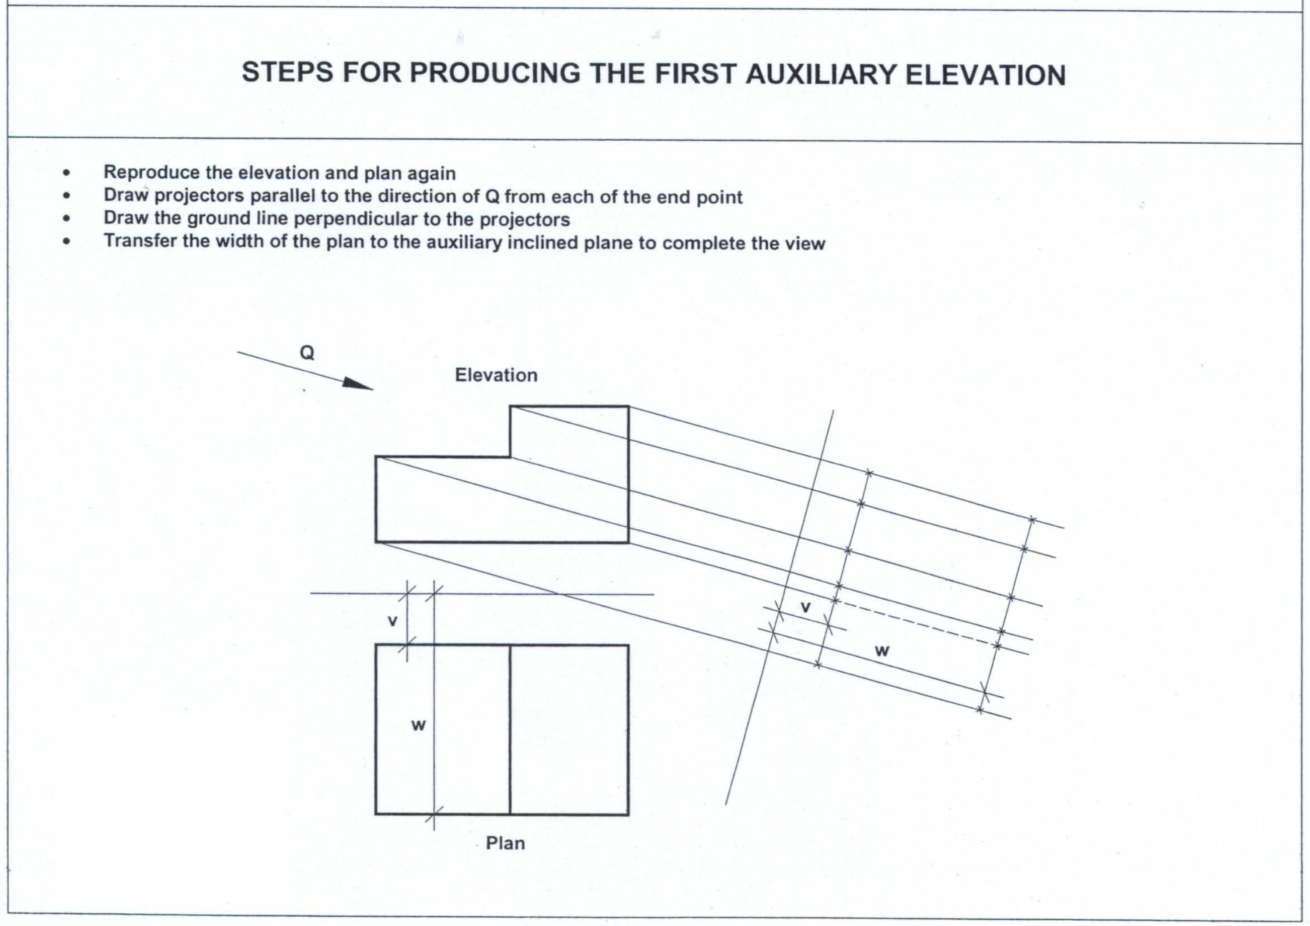 STEPS FOR PRODUCING THE FIRST AUXILIARY ELEVATION
• Reproduce the elevation and plan again
• Draw projectors parallel to the direction of Q from each of the end point
• Draw the ground line perpendicular to the projectors
• Transfer the width of the plan to the auxiliary inclined plane to complete the view
Q
Elevation
v
v
w
w
Plan